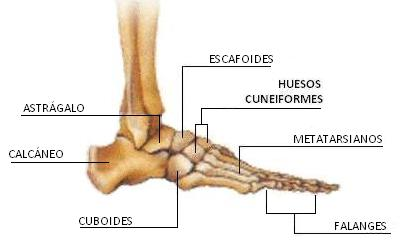 ESCAFOIDES
HUESOS
CUNEIFORMES
ASTRÁGALO
METATARSIANOS
CALCÁNEO
CUBOIDES
FALANGES